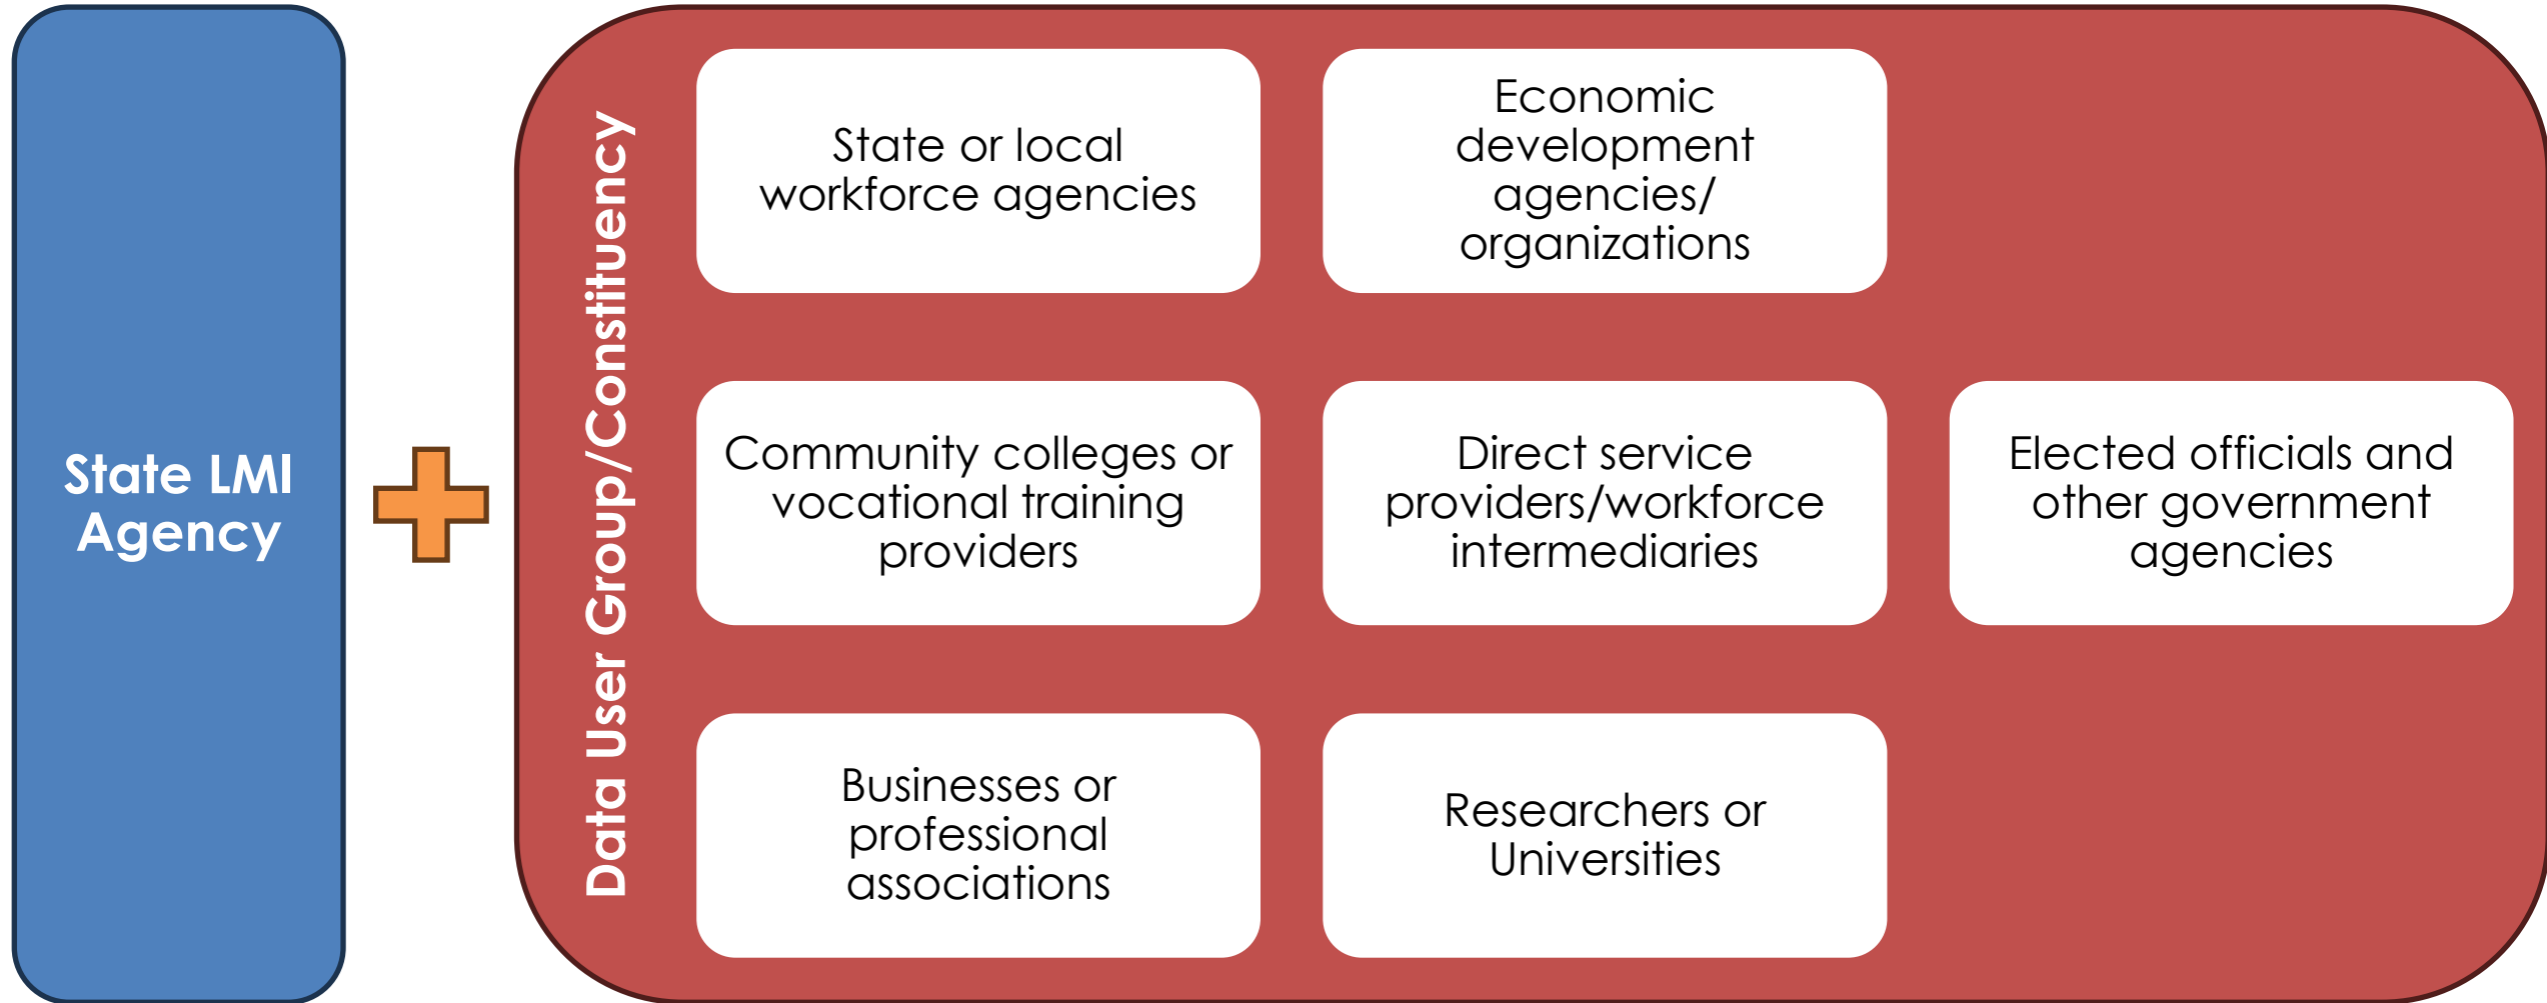 State LMI
Agency
Data User Group/Constituency
State or local
workforce agencies
Economic
development
agencies/
organizations
Community colleges or
vocational training
providers
Direct service
providers/workforce
intermediaries
Elected officials and
other government
agencies
Businesses or
professional
associations
Researchers or
Universities